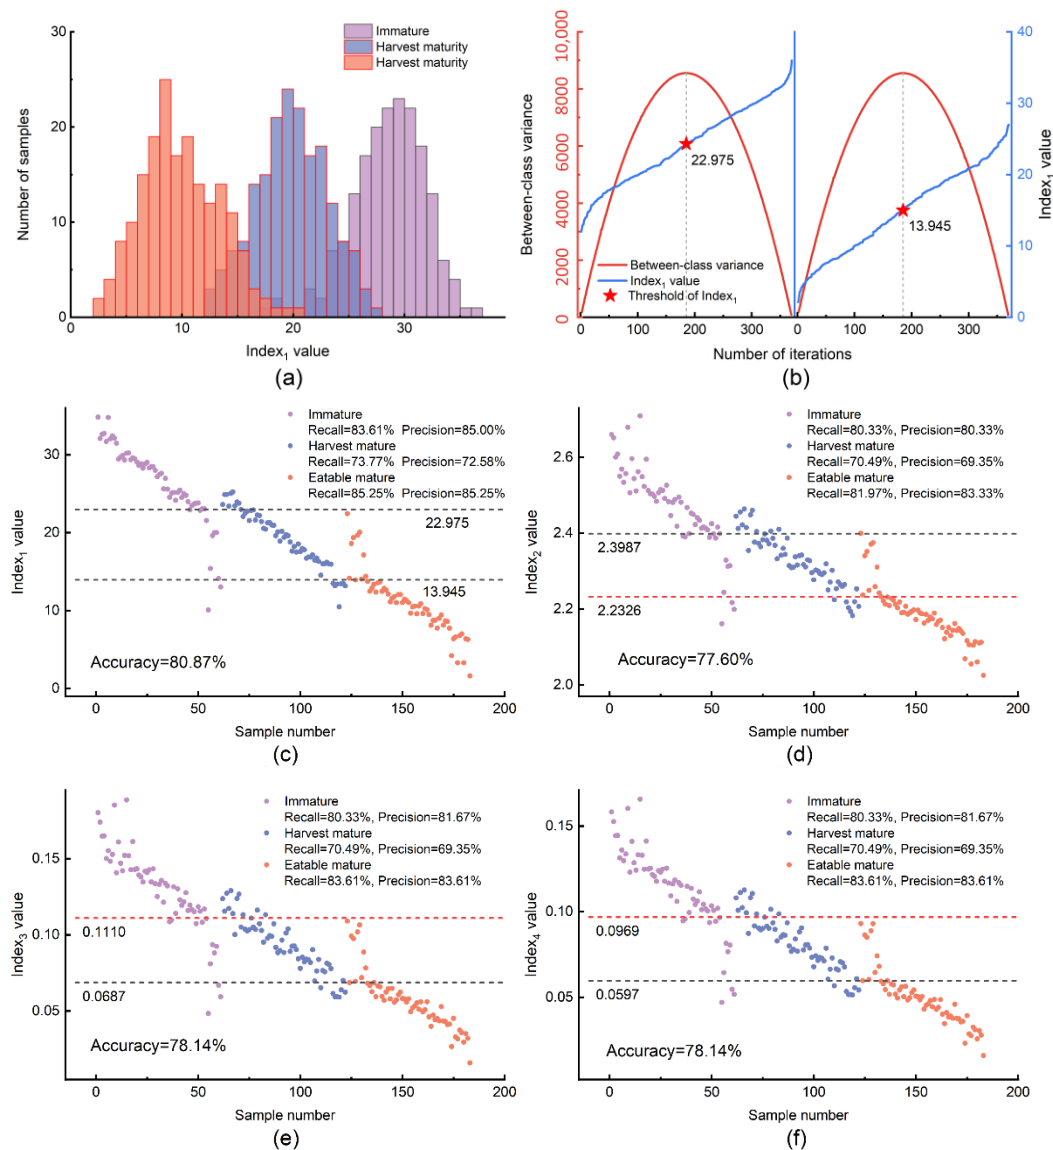 30
20
10
0
Number of samples
Immature
Harvest maturity
Harvest maturity
0 10 20 30
Index₁ value
(a)
10,000
8000
6000
4000
2000
0
Between-class variance
22.975
13.945
Between-class variance
Index₁ value
Threshold of Index₁
40
30
20
10
0
Index₁ value
0 100 200 300 0 100 200 300
Number of iterations
(b)
30
20
10
0
Index₁ value
Immature
Recall=83.61% Precision=85.00%
Harvest mature
Recall=73.77% Precision=72.58%
Eatable mature
Recall=85.25% Precision=85.25%
22.975
13.945
Accuracy=80.87%
0 50 100 150 200
Sample number
(c)
2.6
2.4
2.2
2.0
Index₂ value
Immature
Recall=80.33%, Precision=80.33%
Harvest mature
Recall=70.49%, Precision=69.35%
Eatable mature
Recall=81.97%, Precision=83.33%
2.3987
2.2326
Accuracy=77.60%
0 50 100 150 200
Sample number
(d)
0.15
0.10
0.05
Index₃ value
Immature
Recall=80.33%, Precision=81.67%
Harvest mature
Recall=70.49%, Precision=69.35%
Eatable mature
Recall=83.61%, Precision=83.61%
0.1110
0.0687
Accuracy=78.14%
0 50 100 150 200
Sample number
(e)
0.15
0.10
0.05
Index₄ value
Immature
Recall=80.33%, Precision=81.67%
Harvest mature
Recall=70.49%, Precision=69.35%
Eatable mature
Recall=83.61%, Precision=83.61%
0.0969
0.0597
Accuracy=78.14%
0 50 100 150 200
Sample number
(f)